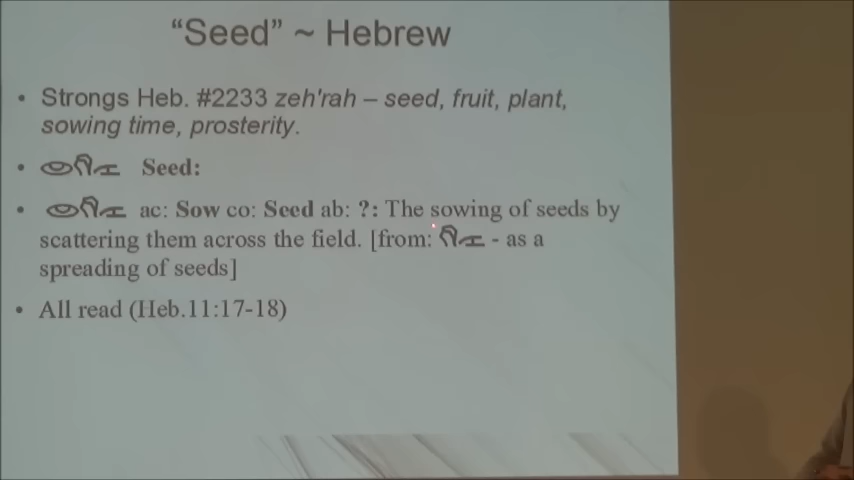 “Seed” ~ Hebrew
• Strongs Heb. #2233 zeh'rah – seed, fruit, plant,
sowing time, prosterity.
• Seed:
• ac: Sow co: Seed ab: ?: The sowing of seeds by
scattering them across the field. [from: - as a
spreading of seeds]
• All read (Heb.11:17-18)